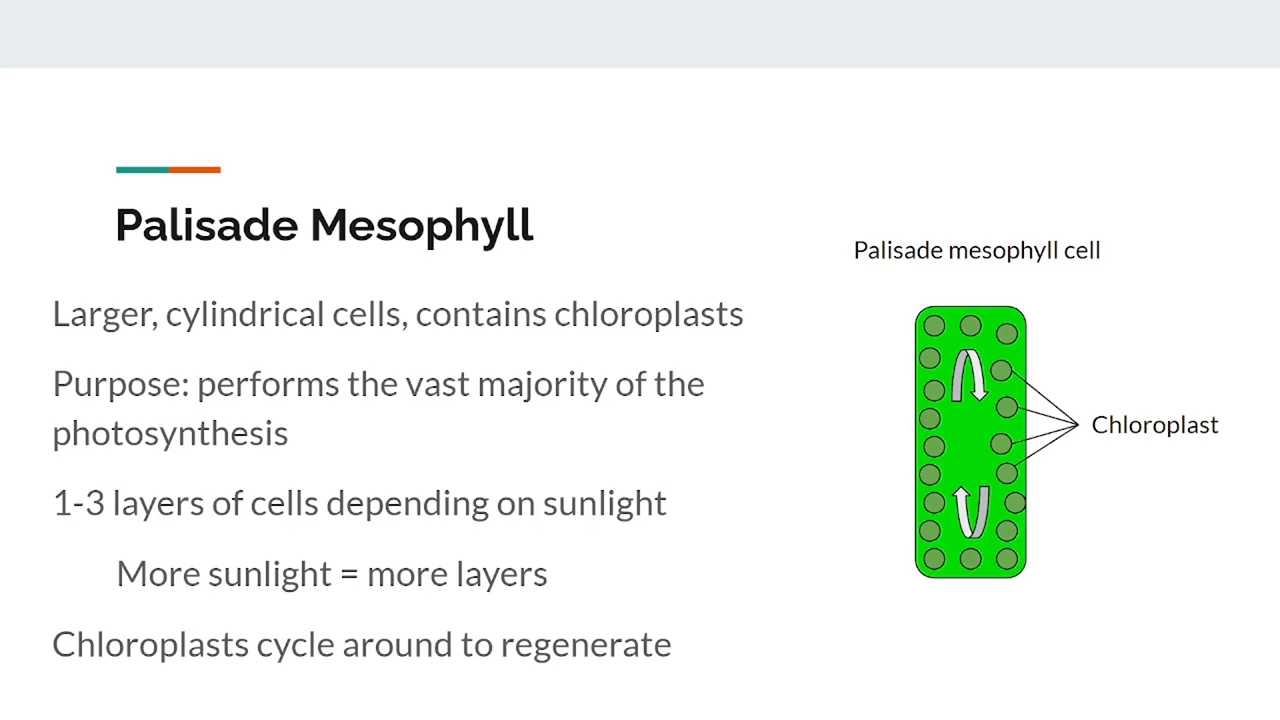 Palisade Mesophyll
Larger, cylindrical cells, contains chloroplasts
Purpose: performs the vast majority of the
photosynthesis
1-3 layers of cells depending on sunlight
More sunlight = more layers
Chloroplasts cycle around to regenerate
Palisade mesophyll cell
Chloroplast